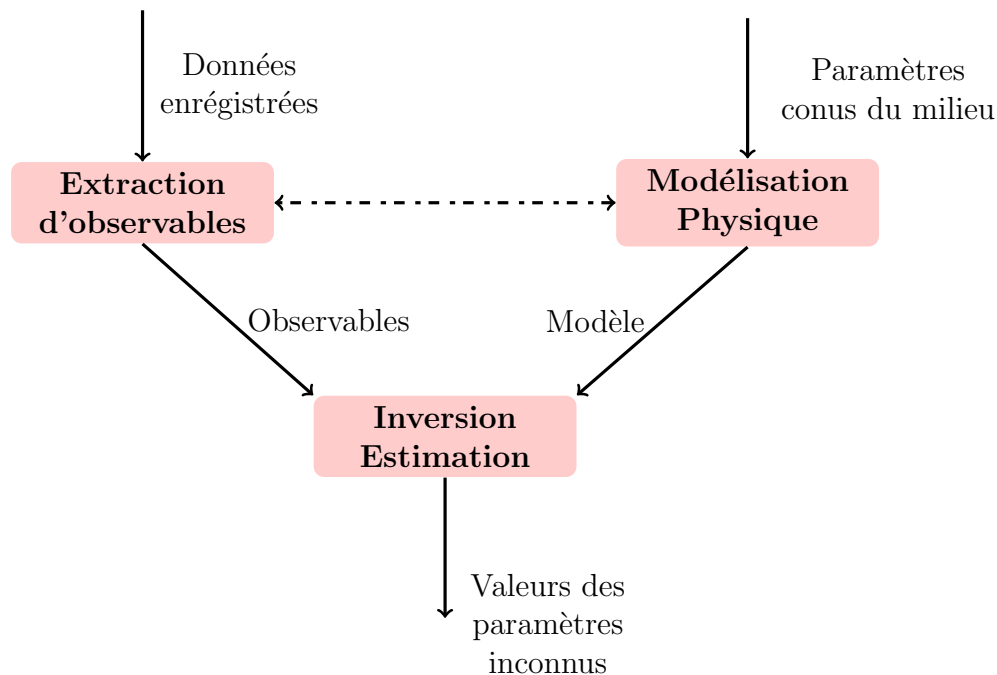 Données
enrégistrées
Paramètres
conus du milieu
Extraction
d'observables
Modélisation
Physique
Observables
Modèle
Inversion
Estimation
Valeurs des
paramètres
inconnus